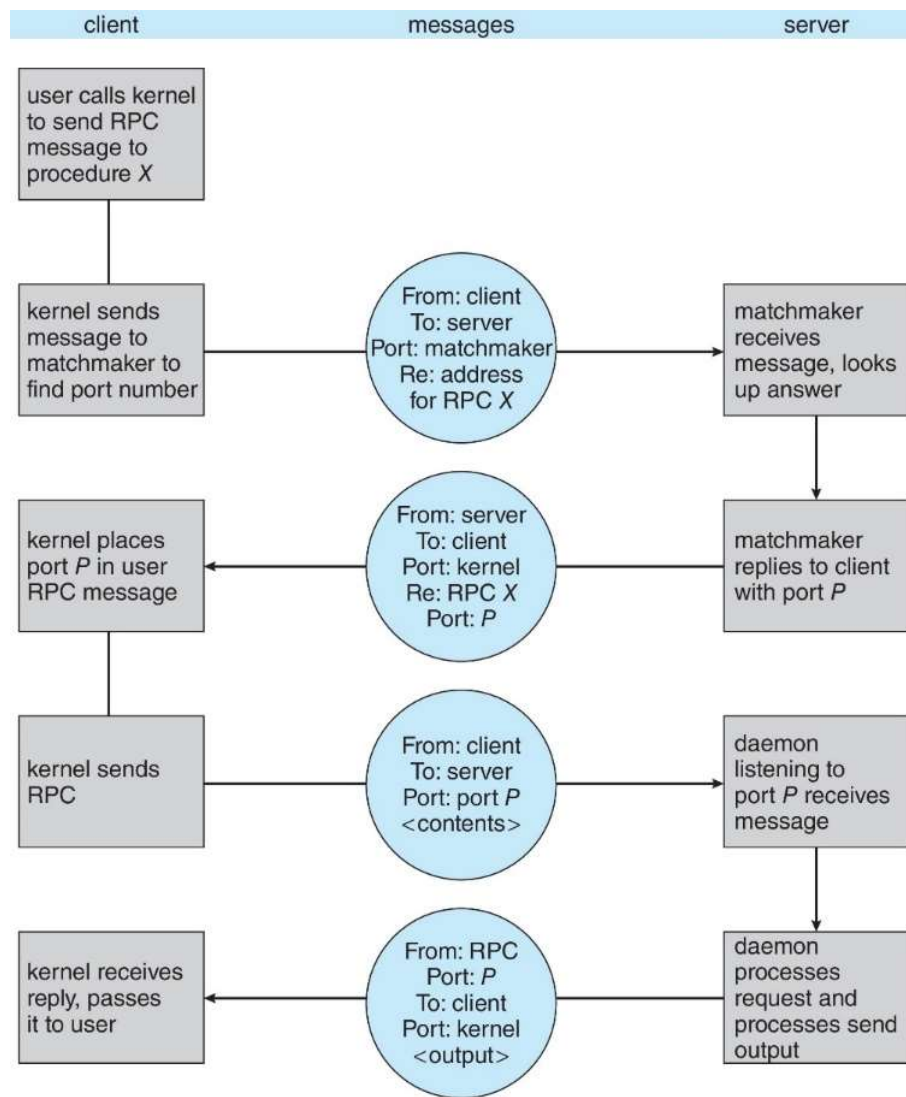 client messages server
user calls kernel
to send RPC
message to
procedure X
kernel sends
message to
matchmaker to
find port number
From: client
To: server
Port: matchmaker
Re: address
for RPC X
matchmaker
receives
message, looks
up answer
kernel places
port P in user
RPC message
From: server
To: client
Port: kernel
Re: RPC X
Port: P
matchmaker
replies to client
with port P
kernel sends
RPC
From: client
To: server
Port: port P
<contents>
daemon
listening to
port P receives
message
kernel receives
reply, passes
it to user
From: RPC
Port: P
To: client
Port: kernel
<output>
daemon
processes
request and
processes send
output